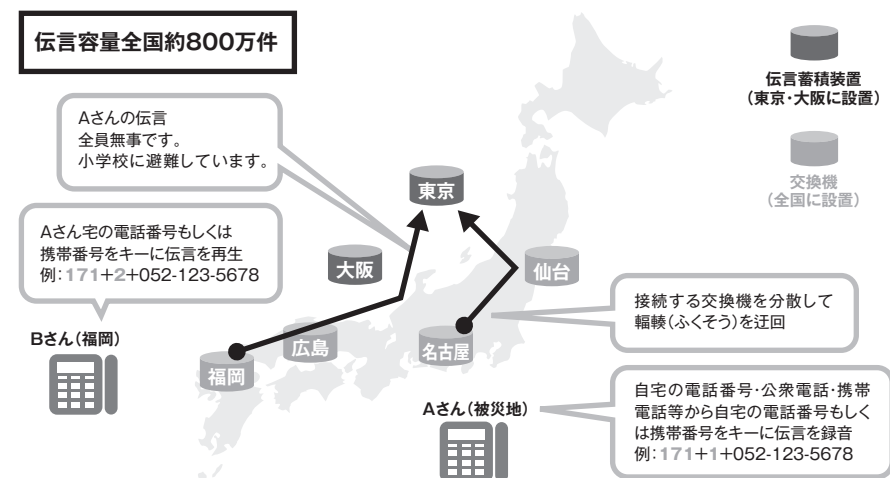 伝言容量全国約800万件
伝言蓄積装置
(東京・大阪に設置)
交換機
(全国に設置)
Aさんの伝言
全員無事です。
小学校に避難しています。
東京
Aさん宅の電話番号もしくは
携帯番号をキーに伝言を再生
例:171+2+052-123-5678
大阪
仙台
接続する交換機を分散して
輻輳(ふくそう)を迂回
Bさん(福岡)
広島
名古屋
福岡
Aさん(被災地)
自宅の電話番号・公衆電話・携帯
電話等から自宅の電話番号もしく
は携帯番号をキーに伝言を録音
例:171+1+052-123-5678